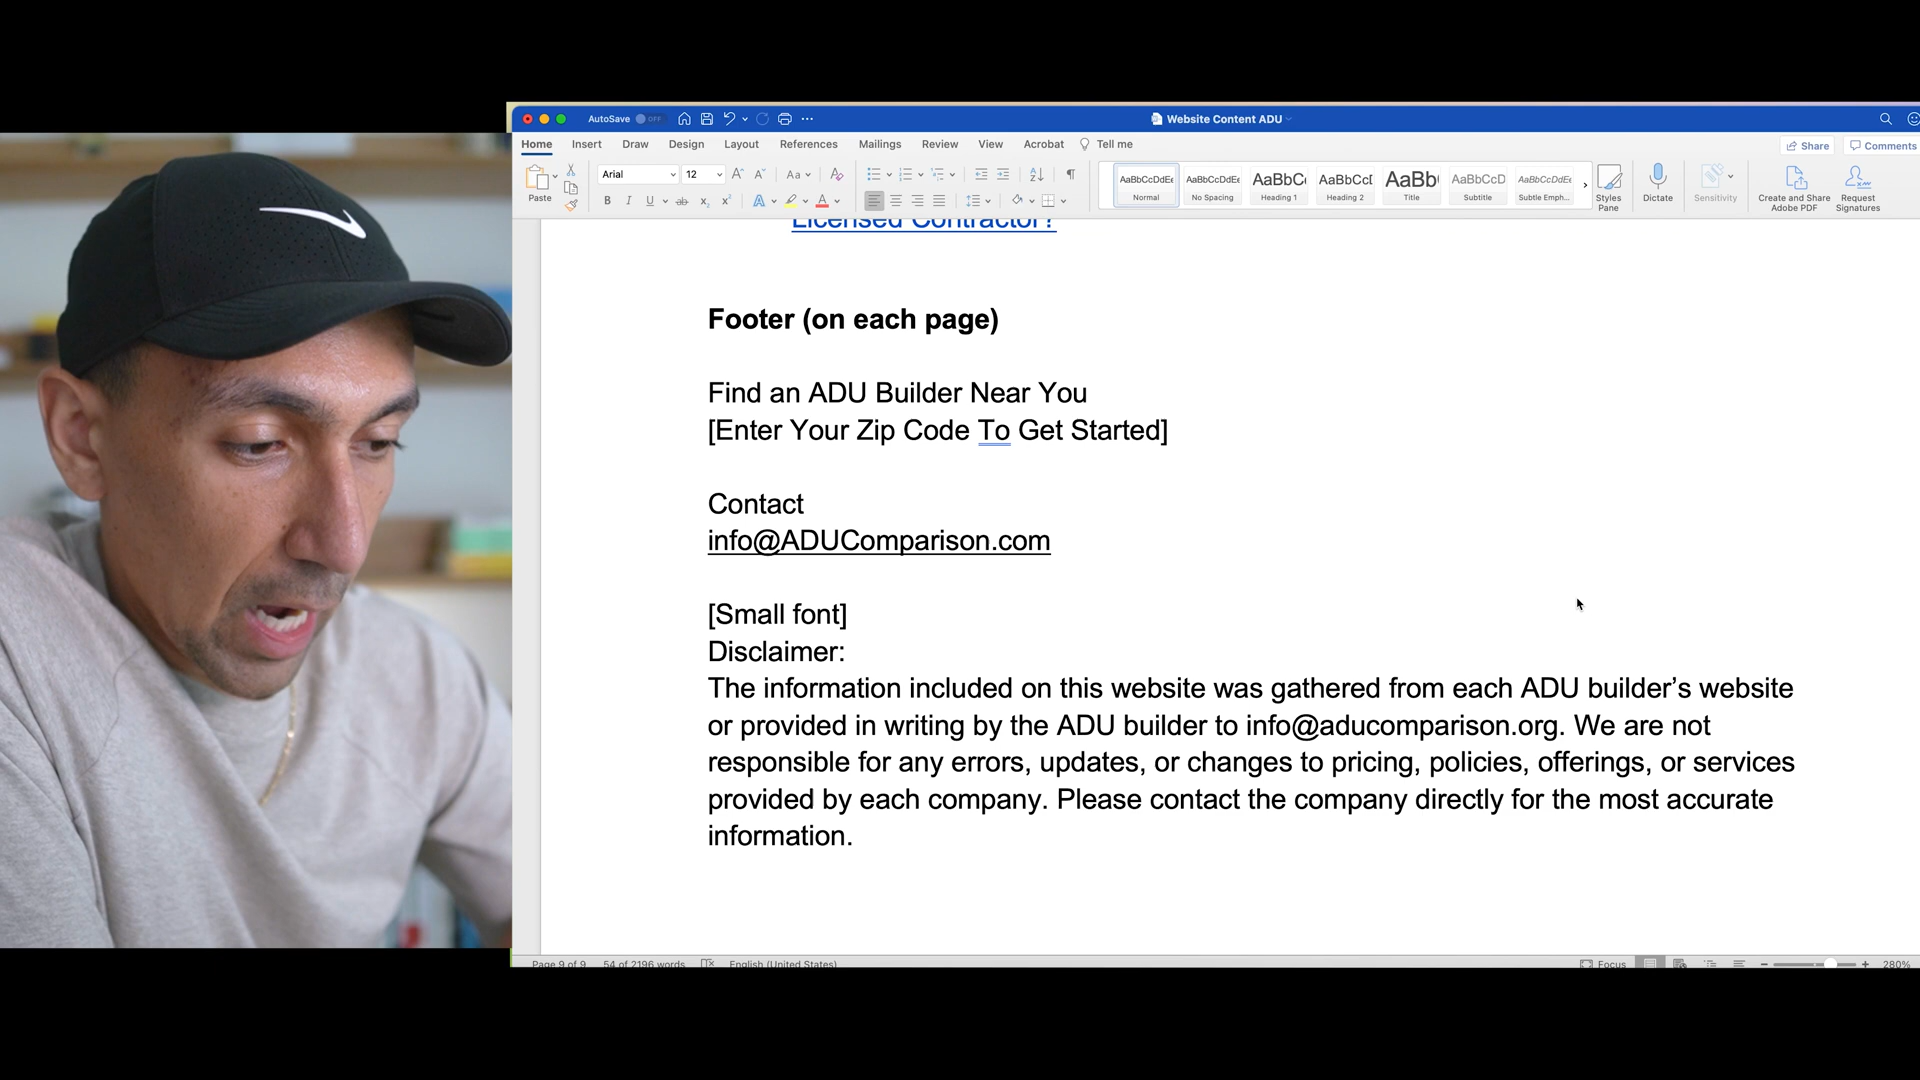 AutoSave
OFF
Website Content ADU
Home
Insert
Draw
Design
Layout
References
Mailings
Review
View
Acrobat
Tell me
Share
Comments
Paste
Arial
12
AaBbCcDdEe
Normal
AaBbCcDdEe
No Spacing
AaBbC
Heading 1
AaBbCcD
Heading 2
AaBb
Title
AaBbCcD
Subtitle
AaBbCcDdEe
Subtle Emph...
Styles
Pane
Dictate
Sensitivity
Create and Share
Adobe PDF
Request
Signatures
Licensed Contractor?
Footer (on each page)
Find an ADU Builder Near You
[Enter Your Zip Code To Get Started]
Contact
info@ADUComparison.com
[Small font]
Disclaimer:
The information included on this website was gathered from each ADU builder’s website
or provided in writing by the ADU builder to info@aducomparison.org. We are not
responsible for any errors, updates, or changes to pricing, policies, offerings, or services
provided by each company. Please contact the company directly for the most accurate
information.
Page 9 of 9
54 of 2196 words
English (United States)
Focus
280%